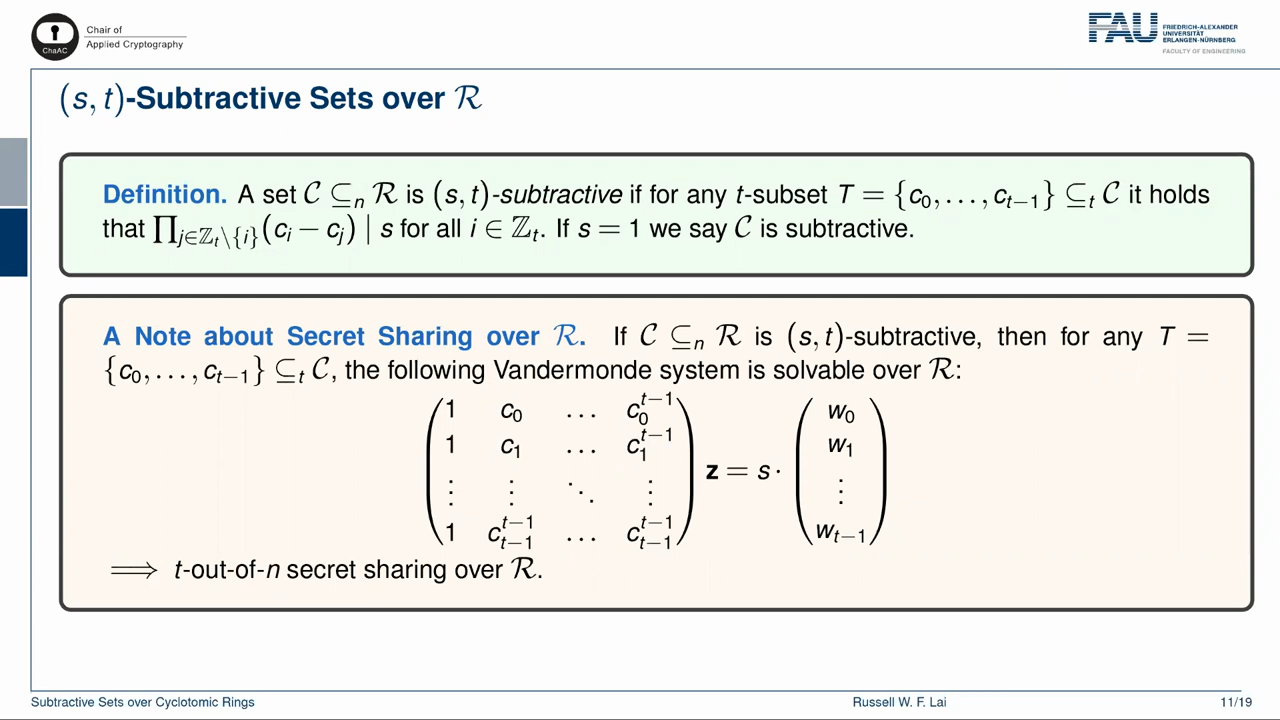 ChaAC
Chair of
Applied Cryptography
FAU FRIEDRICH-ALEXANDER
UNIVERSITÄT
ERLANGEN-NÜRNBERG
FACULTY OF ENGINEERING
(s, t)-Subtractive Sets over ℛ
Definition. A set 𝒞 ⊆ₙ ℛ is (s, t)-subtractive if for any t-subset T = {c₀, …, c_{t−1}} ⊆ₜ 𝒞 it holds
that ∏_{j∈ℤₜ\{i}}(cᵢ − cⱼ) | s for all i ∈ ℤₜ. If s = 1 we say 𝒞 is subtractive.
A Note about Secret Sharing over ℛ. If 𝒞 ⊆ₙ ℛ is (s, t)-subtractive, then for any T =
{c₀, …, c_{t−1}} ⊆ₜ 𝒞, the following Vandermonde system is solvable over ℛ:
( 1 c₀ … c₀^{t−1} ) ( w₀ )
( 1 c₁ … c₁^{t−1} ) z = s · ( w₁ )
( ⋮ ⋮ ⋱ ⋮ ) ( ⋮ )
( 1 c_{t−1}^{t−1} … c_{t−1}^{t−1} ) ( w_{t−1} )
⟹ t-out-of-n secret sharing over ℛ.
Subtractive Sets over Cyclotomic Rings Russell W. F. Lai 11/19